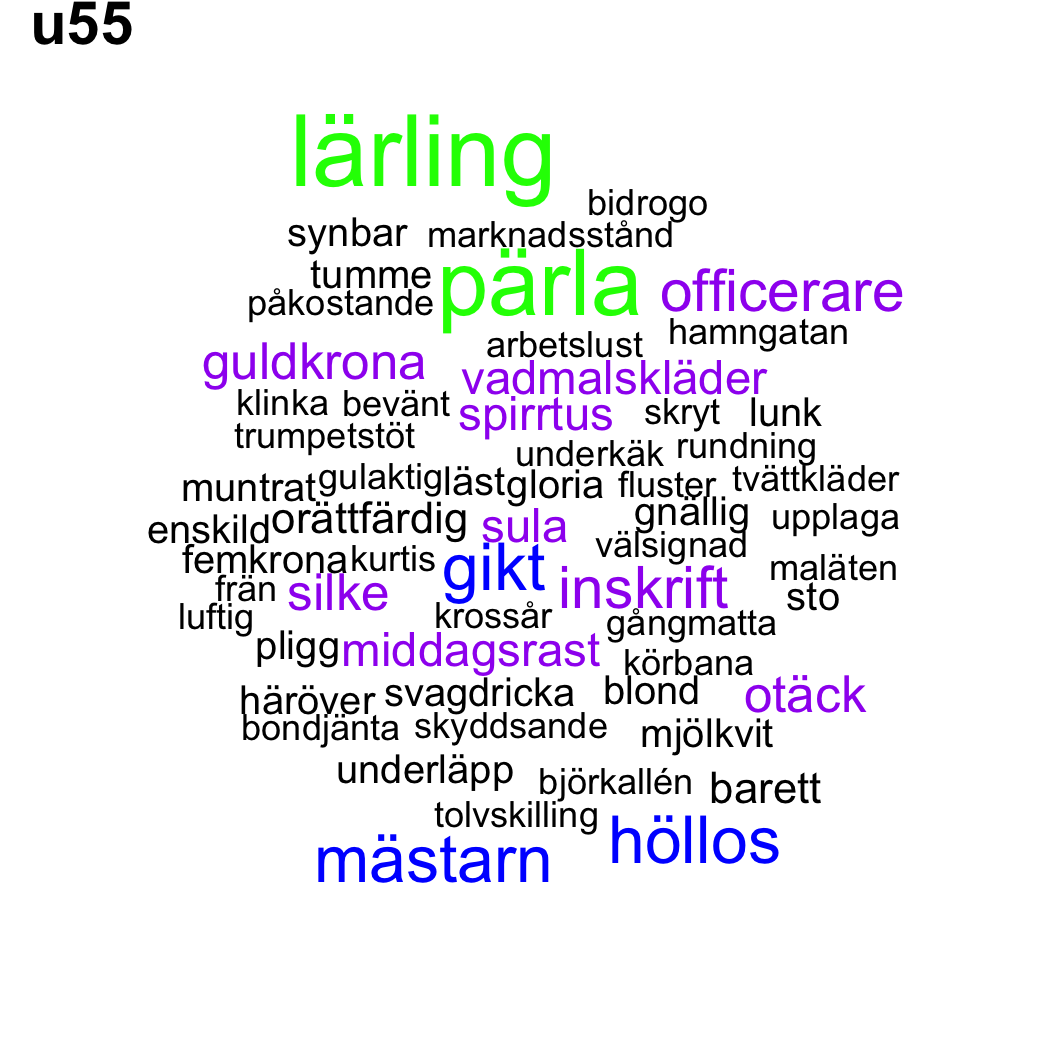 u55
lärling
bidrogo
synbar marknadsstånd
tumme pärla officerare
påkostande
arbetslust hamngatan
guldkrona vadmalskläder
klinka bevänt spirrtus skryt lunk
trumpetstöt
underkäk rundning
muntrat gulaktig läst gloria fluster tvättkläder
enskild orättfärdig sula gnällig upplaga
femkrona kurtis gikt välsignad maläten
frän silke inskrift sto
luftig krossår gångmatta
pligg middagsrast körbana
häröver svagdricka blond otäck
bondjänta skyddsande mjölkvit
underläpp björkallén barett
tolvskilling
mästarn höllos